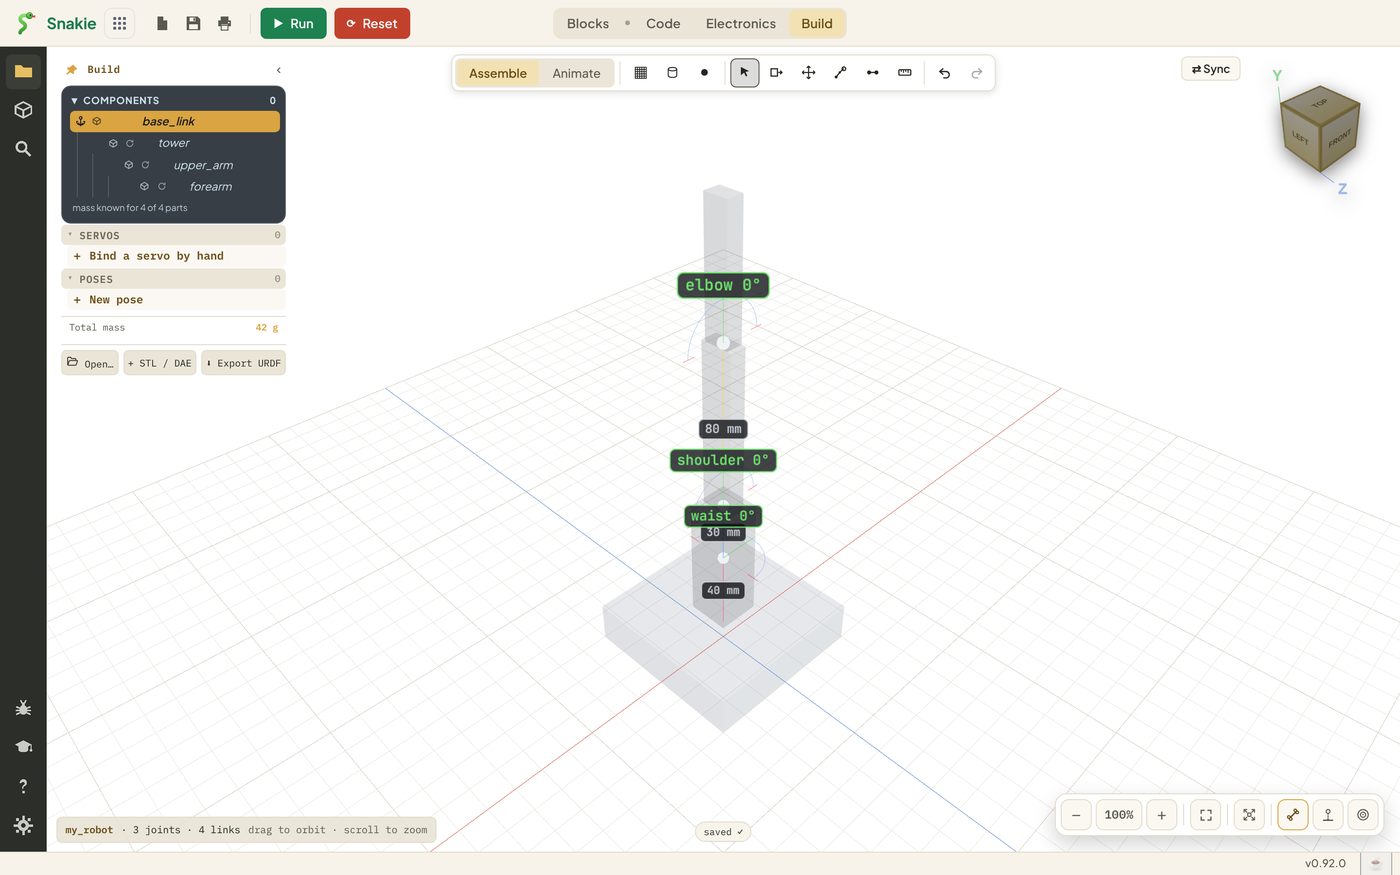 Snakie
Run
Reset
Blocks
Code
Electronics
Build
Build
Assemble
Animate
Sync
COMPONENTS 0
base_link
tower
upper_arm
forearm
mass known for 4 of 4 parts
SERVOS 0
+ Bind a servo by hand
POSES 0
+ New pose
Total mass 42 g
Open…
+ STL / DAE
Export URDF
Y
TOP
LEFT
FRONT
Z
elbow 0°
80 mm
shoulder 0°
waist 0°
30 mm
40 mm
my_robot · 3 joints · 4 links drag to orbit · scroll to zoom
saved ✓
− 100% +
?
v0.92.0